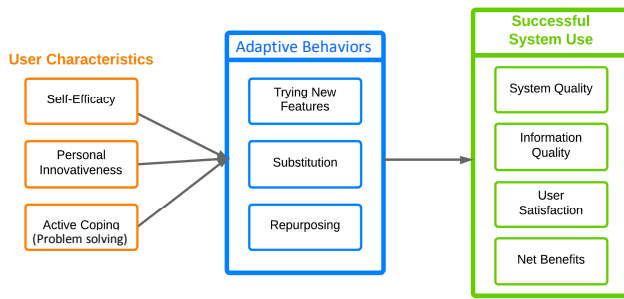 User Characteristics
Self-Efficacy
Personal
Innovativeness
Active Coping
(Problem solving)
Adaptive Behaviors
Trying New
Features
Substitution
Repurposing
Successful
System Use
System Quality
Information
Quality
User
Satisfaction
Net Benefits